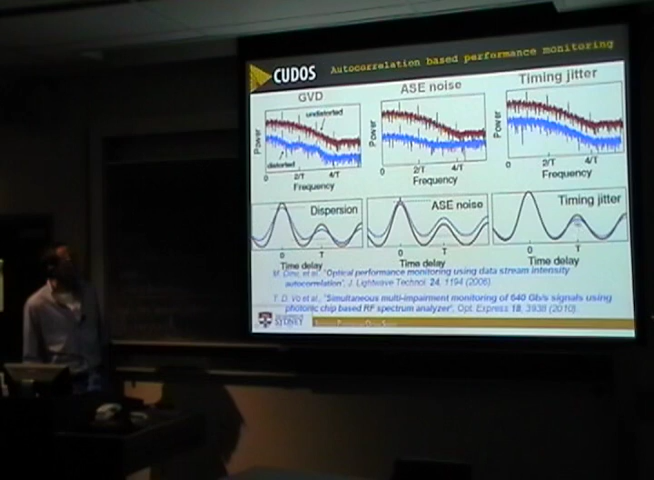 CUDOS
Autocorrelation based performance monitoring
GVD
ASE noise
Timing jitter
Power
undistorted
distorted
2/T
4/T
Frequency
Power
0
2/T
4/T
Frequency
Power
0
2/T
4/T
Frequency
Dispersion
0
T
Time delay
ASE noise
0
T
Time delay
Timing jitter
0
T
Time delay
et al., "Optical performance monitoring using data stream intensity
autocorrelation", J. Lightwave Technol. 24, 1194 (2006).
T. D. Vo et al., "Simultaneous multi-impairment monitoring of 640 Gb/s signals using
photonic chip based RF spectrum analyzer", Opt. Express 18, 3938 (2010).
SYDNEY